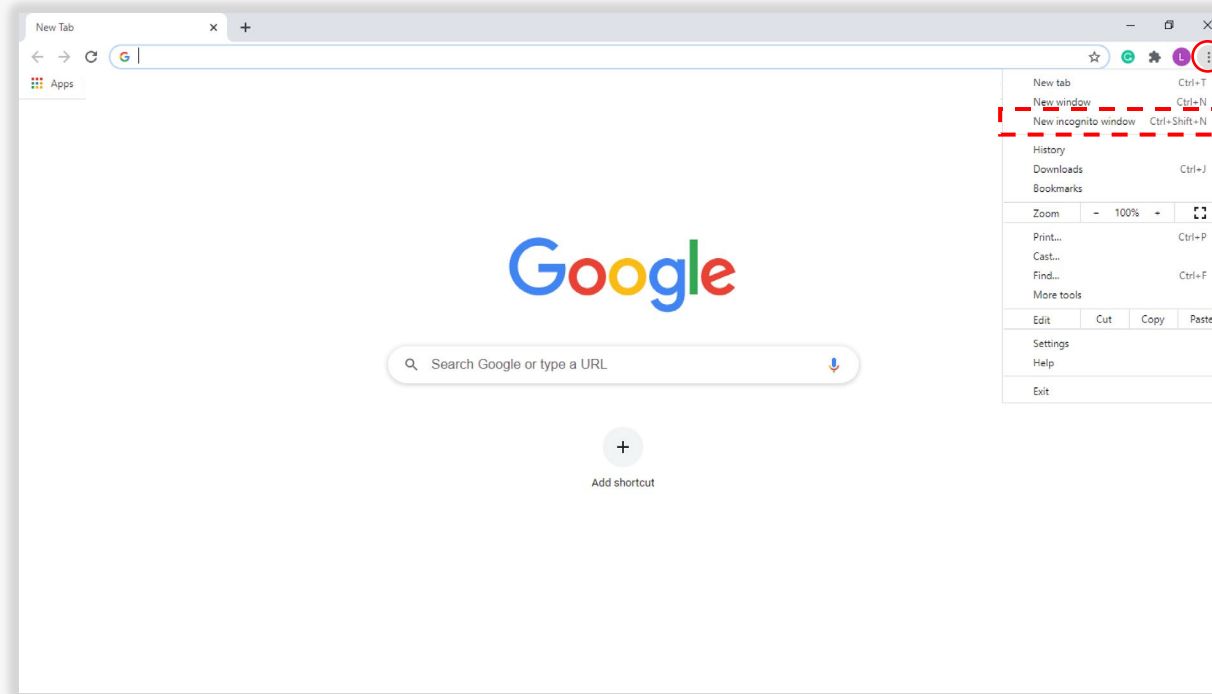 New Tab
Apps
New tab Ctrl+T
New window Ctrl+N
New incognito window Ctrl+Shift+N
History
Downloads Ctrl+J
Bookmarks
Zoom - 100% +
Print... Ctrl+P
Cast...
Find... Ctrl+F
More tools
Edit Cut Copy Paste
Settings
Help
Exit
Google
Search Google or type a URL
Add shortcut
G
L